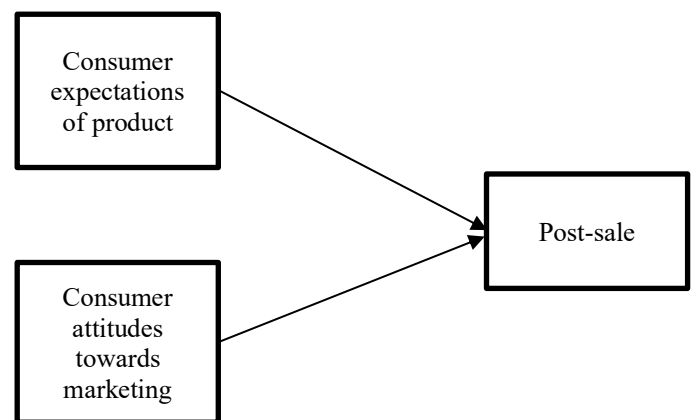 Consumer
expectations
of product
Post-sale
Consumer
attitudes
towards
marketing